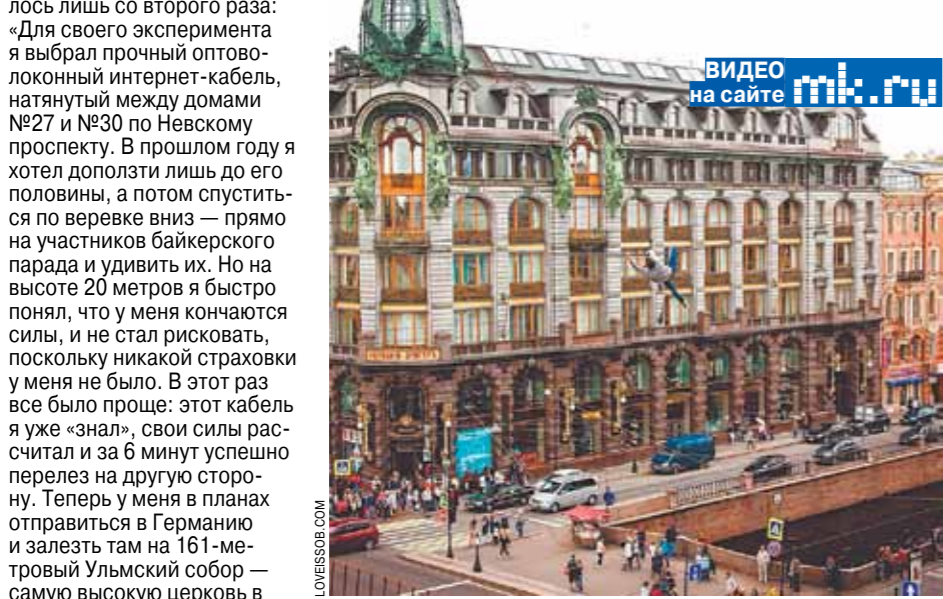 лось лишь со второго раза:
«Для своего эксперимента
я выбрал прочный оптово-
локонный интернет-кабель,
натянутый между домами
№27 и №30 по Невскому
проспекту. В прошлом году я
хотел доползти лишь до его
половины, а потом спустить-
ся по веревке вниз — прямо
на участников байкерского
парада и удивить их. Но на
высоте 20 метров я быстро
понял, что у меня кончаются
силы, и не стал рисковать,
поскольку никакой страховки
у меня не было. В этот раз
все было проще: этот кабель
я уже «знал», свои силы рас-
считал и за 6 минут успешно
перелез на другую сторо-
ну. Теперь у меня в планах
отправиться в Германию
и залезть там на 161-ме-
тровый Ульмский собор —
самую высокую церковь в
LOVEISSOB.COM
ВИДЕО
на сайте mk.ru